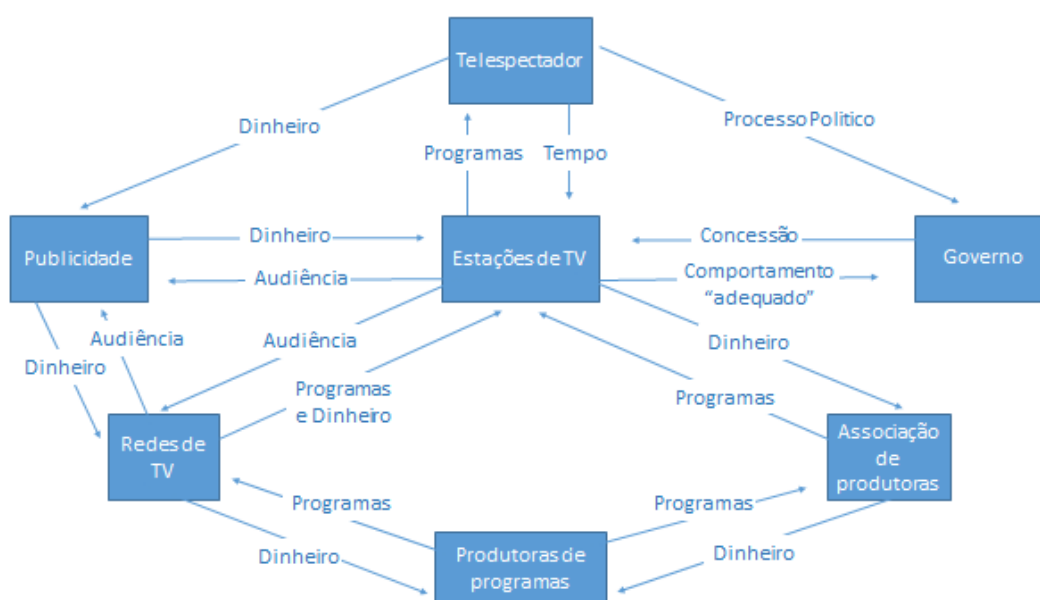 Telespectador
Dinheiro
Processo Politico
Programas
Tempo
Publicidade
Dinheiro
Estações de TV
Concessão
Governo
Audiência
Comportamento
“adequado”
Audiência
Dinheiro
Audiência
Dinheiro
Programas
e Dinheiro
Programas
Redes de
TV
Associação
de
produtoras
Programas
Programas
Dinheiro
Produtoras de
programas
Dinheiro